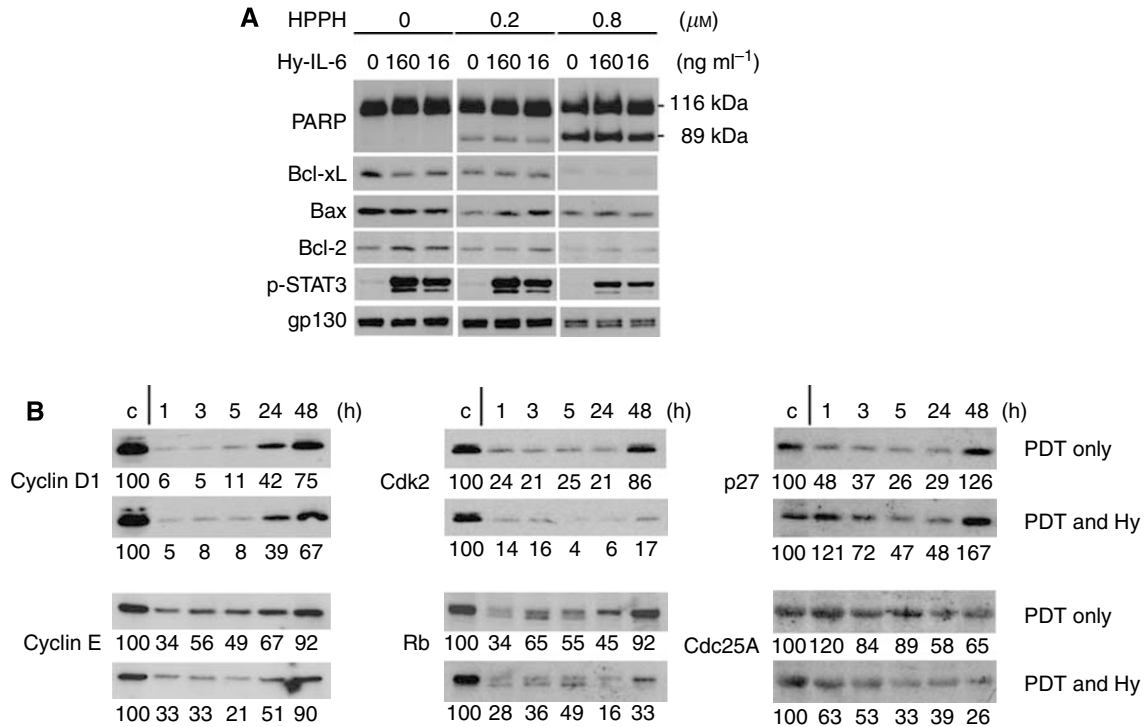 A HPPH 0 0.2 0.8 (μM)
Hy-IL-6 0 160 16 0 160 16 0 160 16 (ng ml⁻¹)
PARP
- 116 kDa
- 89 kDa
Bcl-xL
Bax
Bcl-2
p-STAT3
gp130
B
c 1 3 5 24 48 (h)
c 1 3 5 24 48 (h)
c 1 3 5 24 48 (h)
PDT only
Cyclin D1 100 6 5 11 42 75
Cdk2 100 24 21 25 21 86
p27 100 48 37 26 29 126
PDT and Hy
100 5 8 8 39 67
100 14 16 4 6 17
100 121 72 47 48 167
PDT only
Cyclin E 100 34 56 49 67 92
Rb 100 34 65 55 45 92
Cdc25A 100 120 84 89 58 65
PDT and Hy
100 33 33 21 51 90
100 28 36 49 16 33
100 63 53 33 39 26